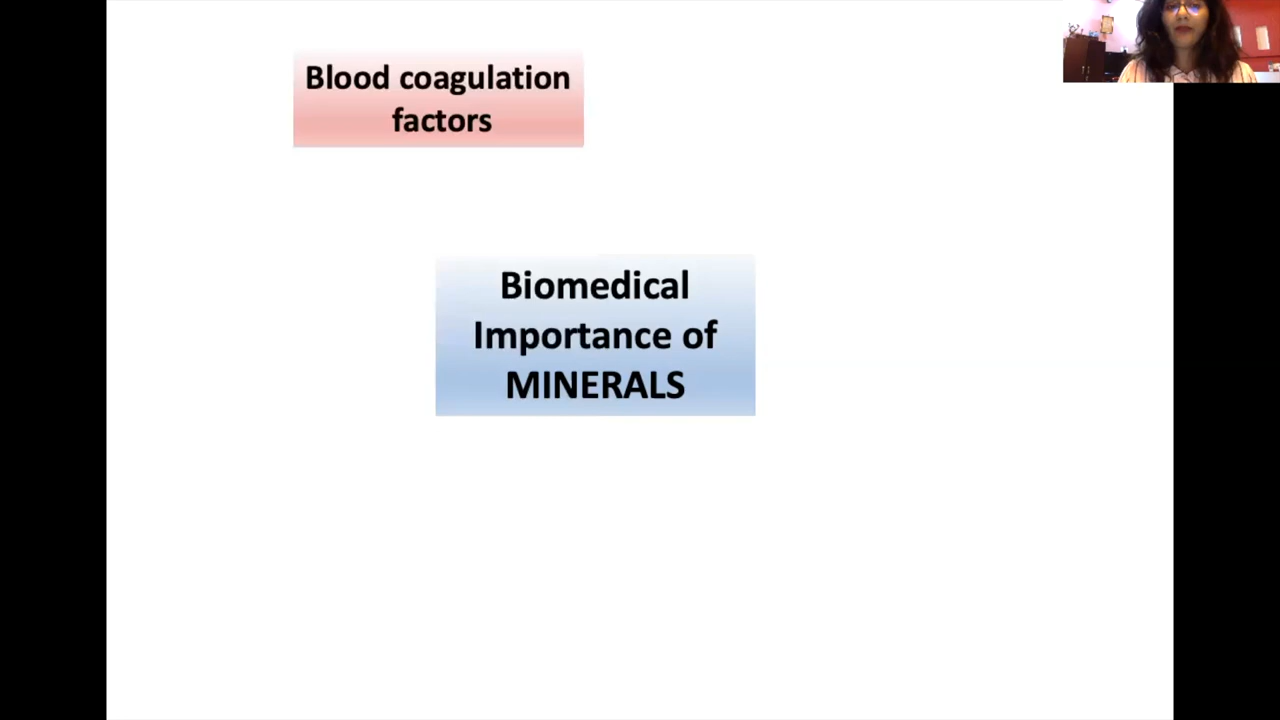 Blood coagulation
factors
Biomedical
Importance of
MINERALS